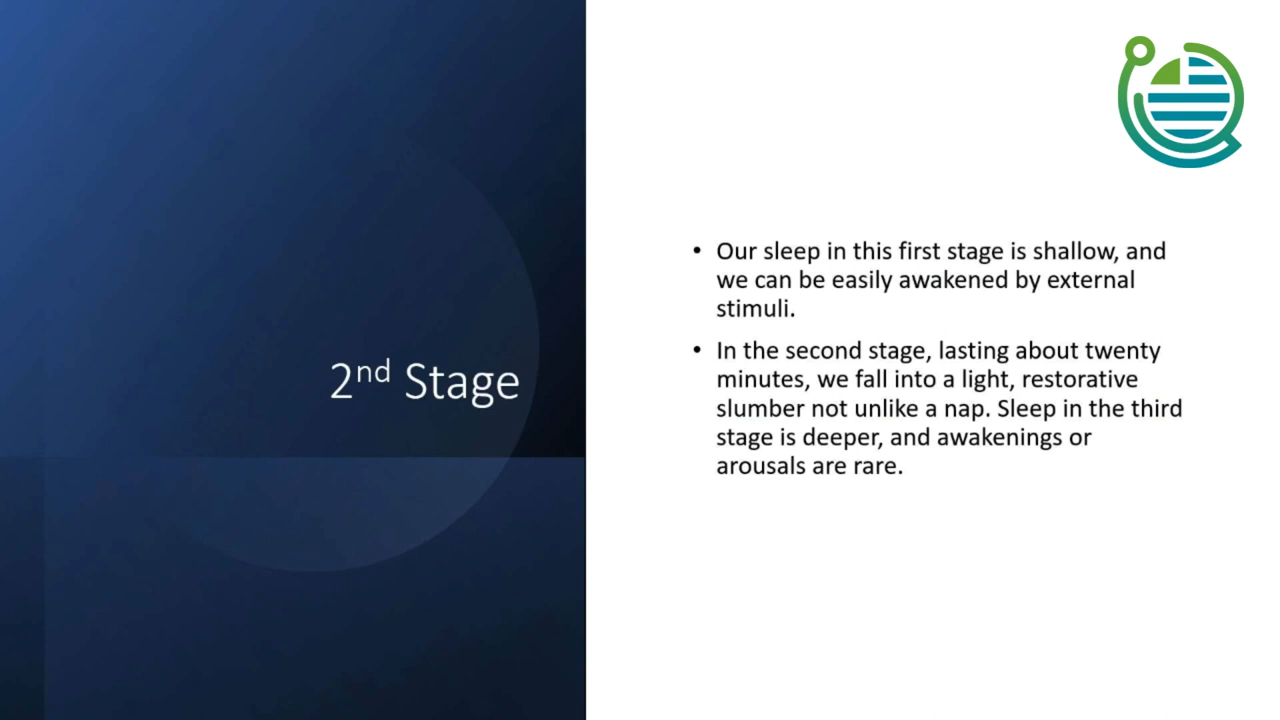 2nd Stage
• Our sleep in this first stage is shallow, and
we can be easily awakened by external
stimuli.
• In the second stage, lasting about twenty
minutes, we fall into a light, restorative
slumber not unlike a nap. Sleep in the third
stage is deeper, and awakenings or
arousals are rare.